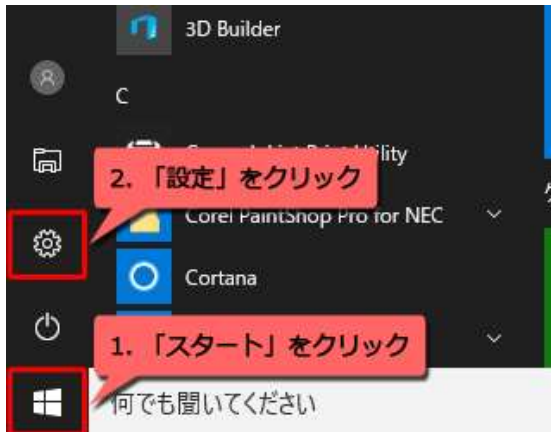 3D Builder
C
2. 「設定」をクリック
Corel PaintShop Pro for NEC
Cortana
1. 「スタート」をクリック
何でも聞いてください